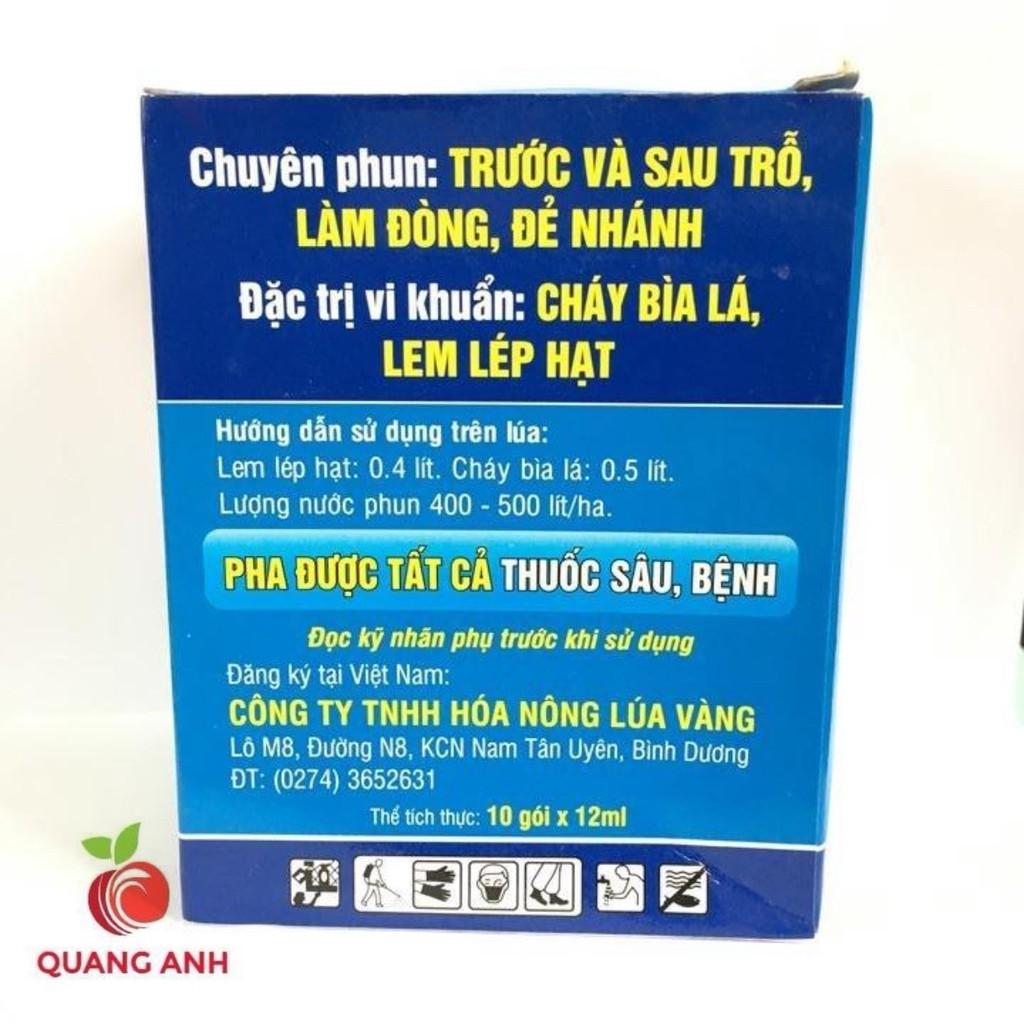 Chuyên phun: TRƯỚC VÀ SAU TRỖ,
LÀM ĐÒNG, ĐẺ NHÁNH
Đặc trị vi khuẩn: CHÁY BÌA LÁ,
LEM LÉP HẠT
Hướng dẫn sử dụng trên lúa:
Lem lép hạt: 0.4 lít. Cháy bìa lá: 0.5 lít.
Lượng nước phun 400 - 500 lít/ha.
PHA ĐƯỢC TẤT CẢ THUỐC SÂU, BỆNH
Đọc kỹ nhãn phụ trước khi sử dụng
Đăng ký tại Việt Nam:
CÔNG TY TNHH HÓA NÔNG LÚA VÀNG
Lô M8, Đường N8, KCN Nam Tân Uyên, Bình Dương
ĐT: (0274) 3652631
Thể tích thực: 10 gói x 12ml
QUANG ANH